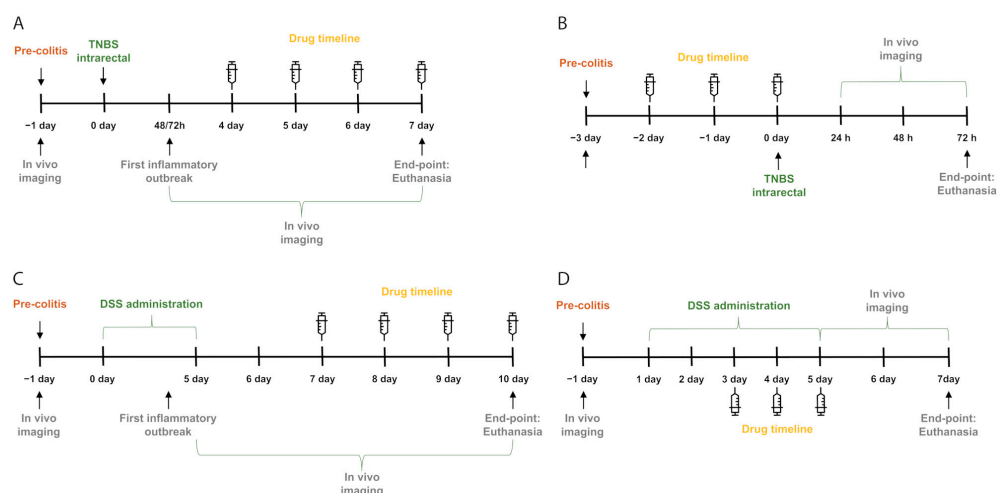 A
Pre-colitis
TNBS
intrarectal
Drug timeline
−1 day
0 day
48/72h
4 day
5 day
6 day
7 day
In vivo
imaging
First inflammatory
outbreak
End-point:
Euthanasia
In vivo
imaging
B
In vivo
imaging
Pre-colitis
Drug timeline
−3 day
−2 day
−1 day
0 day
24 h
48 h
72 h
TNBS
intrarectal
End-point:
Euthanasia
C
Pre-colitis
DSS administration
Drug timeline
−1 day
0 day
5 day
6 day
7 day
8 day
9 day
10 day
In vivo
imaging
First inflammatory
outbreak
End-point:
Euthanasia
In vivo
imaging
D
In vivo
imaging
Pre-colitis
DSS administration
−1 day
1 day
2 day
3 day
4 day
5 day
6 day
7day
In vivo
imaging
Drug timeline
End-point:
Euthanasia